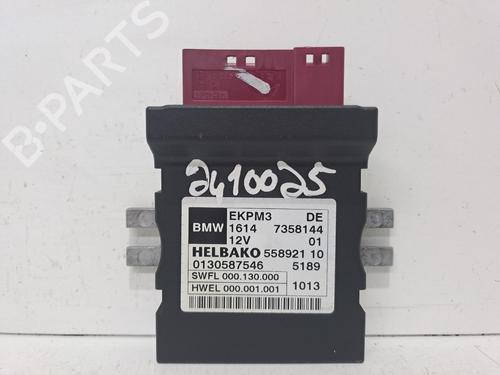 B-PARTS
2410025
EKPM3 DE
BMW 1614 7358144
12V 01
HELBAKO 558921 10
0130587546 5189
SWFL 000.130.000
HWEL 000.001.001 1013